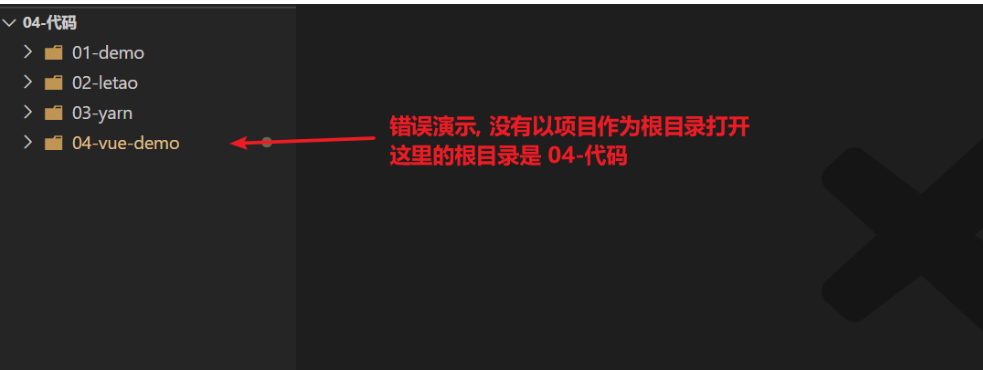 04-代码
01-demo
02-letao
03-yarn
04-vue-demo
错误演示, 没有以项目作为根目录打开
这里的根目录是 04-代码